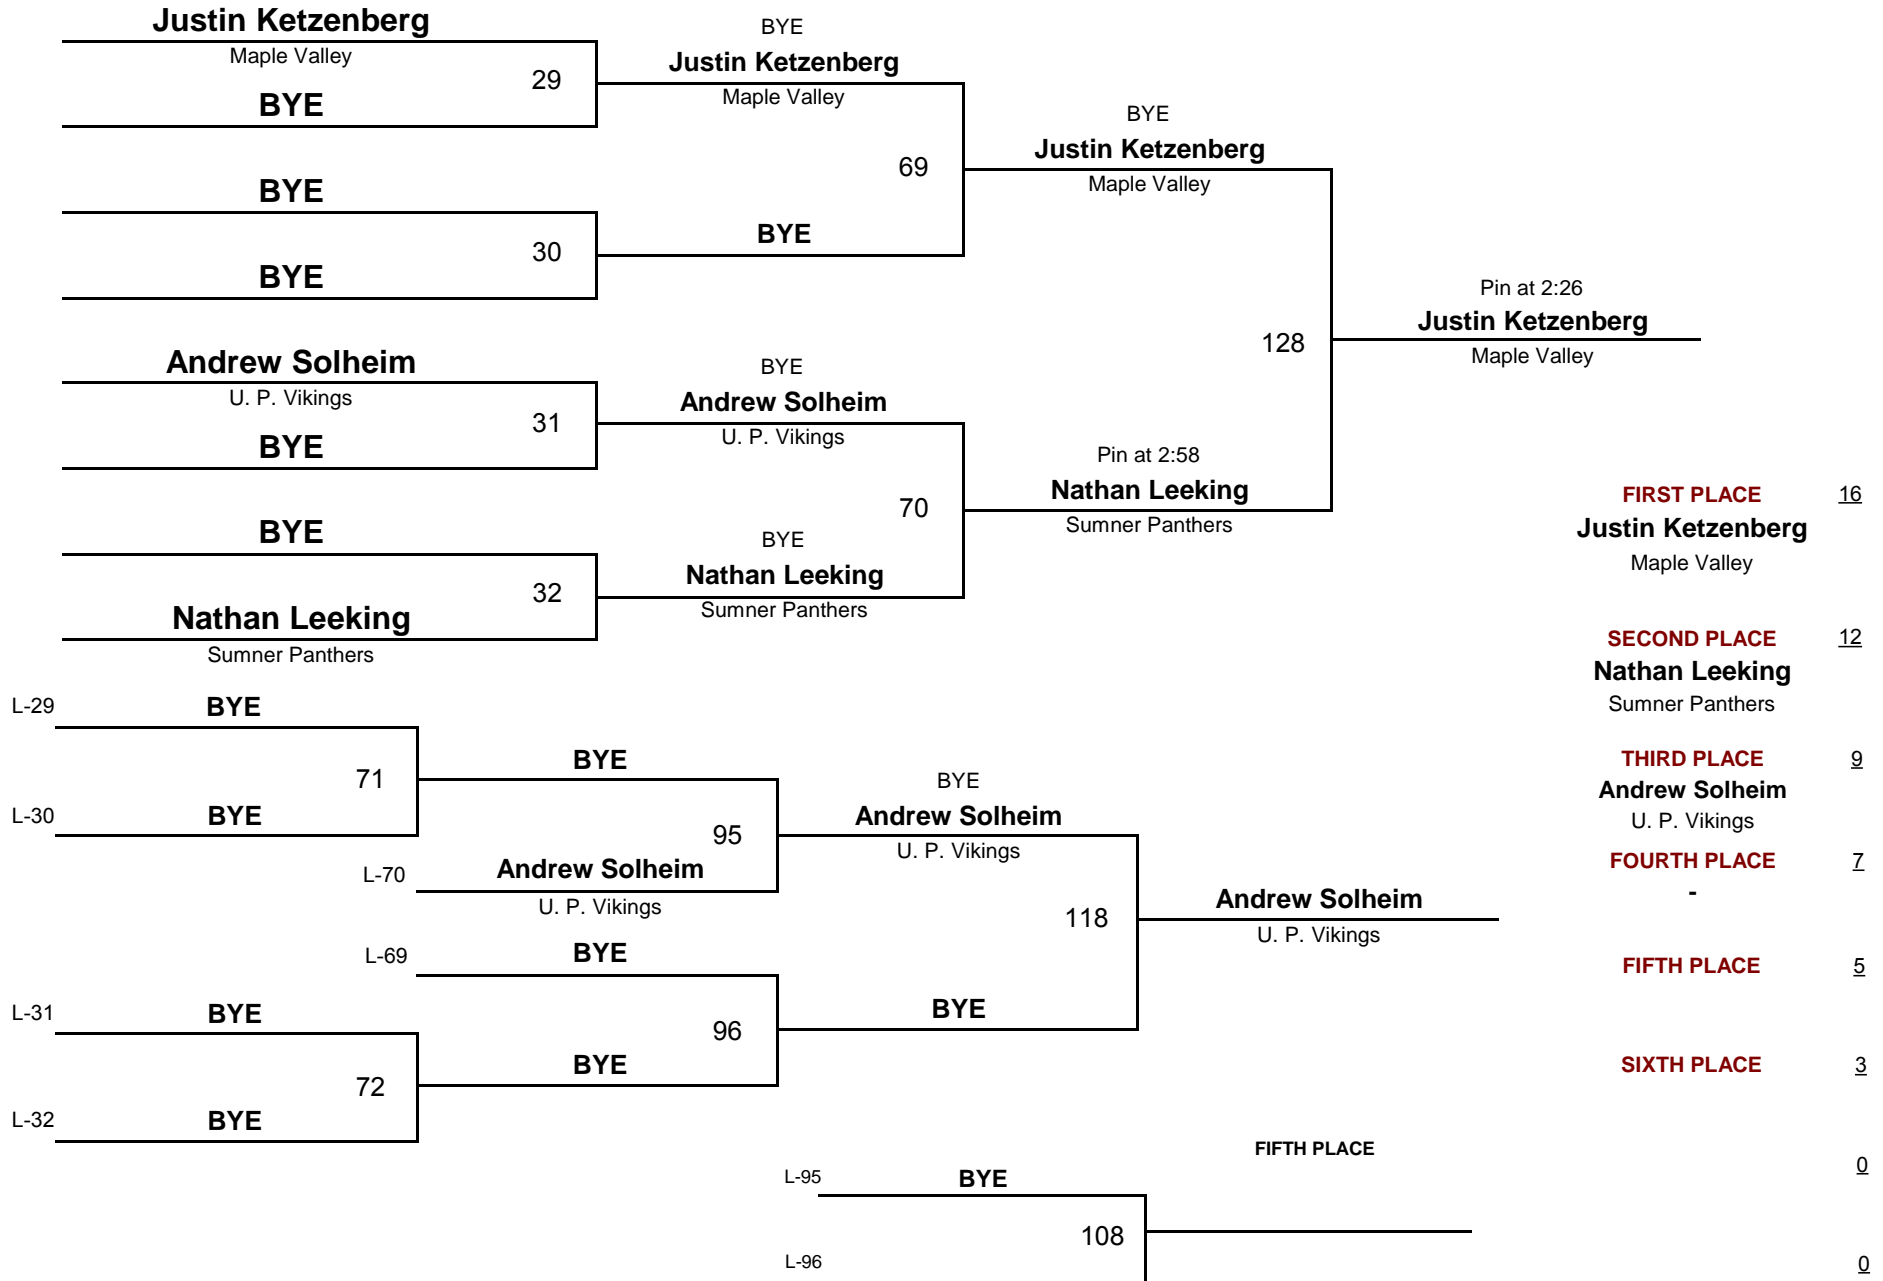 Justin Ketzenberg
Maple Valley
29
BYE
BYE
Justin Ketzenberg
Maple Valley
BYE
30
BYE
69
BYE
BYE
Justin Ketzenberg
Maple Valley
Andrew Solheim
U. P. Vikings
31
BYE
BYE
Andrew Solheim
U. P. Vikings
BYE
32
Nathan Leeking
Sumner Panthers
70
BYE
Nathan Leeking
Sumner Panthers
Pin at 2:58
Nathan Leeking
Sumner Panthers
128
Pin at 2:26
Justin Ketzenberg
Maple Valley
FIRST PLACE 16
Justin Ketzenberg
Maple Valley
SECOND PLACE 12
Nathan Leeking
Sumner Panthers
THIRD PLACE 9
Andrew Solheim
U. P. Vikings
FOURTH PLACE 7
-
FIFTH PLACE 5
SIXTH PLACE 3
0
0
L-29 BYE
71
L-30 BYE
BYE
95
L-70 Andrew Solheim
U. P. Vikings
BYE
Andrew Solheim
U. P. Vikings
118
Andrew Solheim
U. P. Vikings
L-69 BYE
96
BYE
BYE
L-31 BYE
72
L-32 BYE
FIFTH PLACE
L-95 BYE
108
L-96